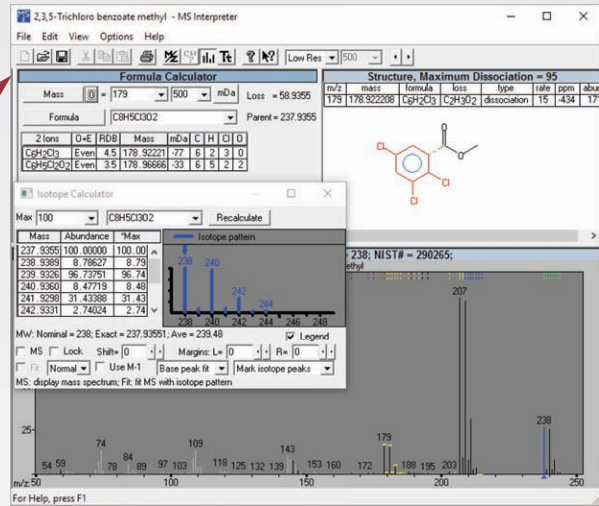 2,3,5-Trichloro benzoate methyl - MS Interpreter
File Edit View Options Help
Low Res 500
Formula Calculator
Mass 0 = 179 500 mDa Loss = 58.9355
Formula C8H5Cl3O2 Parent = 237.9355
2 Ions O+E RDB Mass mDa C H Cl O
C6H2Cl3 Even 4.5 178.92221 -77 6 2 3 0
C6H5Cl2O2 Even 3.5 178.96666 -33 6 5 2 2
Structure, Maximum Dissociation = 95
m/z mass formula loss type rate ppm abun
179 178.922208 C6H2Cl3 C2H3O2 dissociation 15 -434 171
Cl
O
O
Cl
Cl
Isotope Calculator
Max 100 C8H5Cl3O2 Recalculate
Mass Abundance %Max
237.9355 100.00000 100.00
238.9389 8.78627 8.79
239.9326 96.73751 96.74
240.9360 8.47719 8.48
241.9298 31.43388 31.43
242.9331 2.74024 2.74
Isotope pattern
238 240
242
244
238 240 242 244 246 248
MW: Nominal = 238; Exact = 237.93551; Ave = 239.48
Legend
MS Lock Shift= 0 Margins: L= 0 R= 0
Fit Normal Use M-1 Base peak fit Mark isotope peaks
MS: display mass spectrum; Fit: fit MS with isotope pattern
= 238; NIST# = 290265;
ethyl
207
238
179
143
109
74
25-
54 59 78 84 89 97 103 118 125 132 139 153 160 172 188 195 203
50 100 150 200 250
For Help, press F1